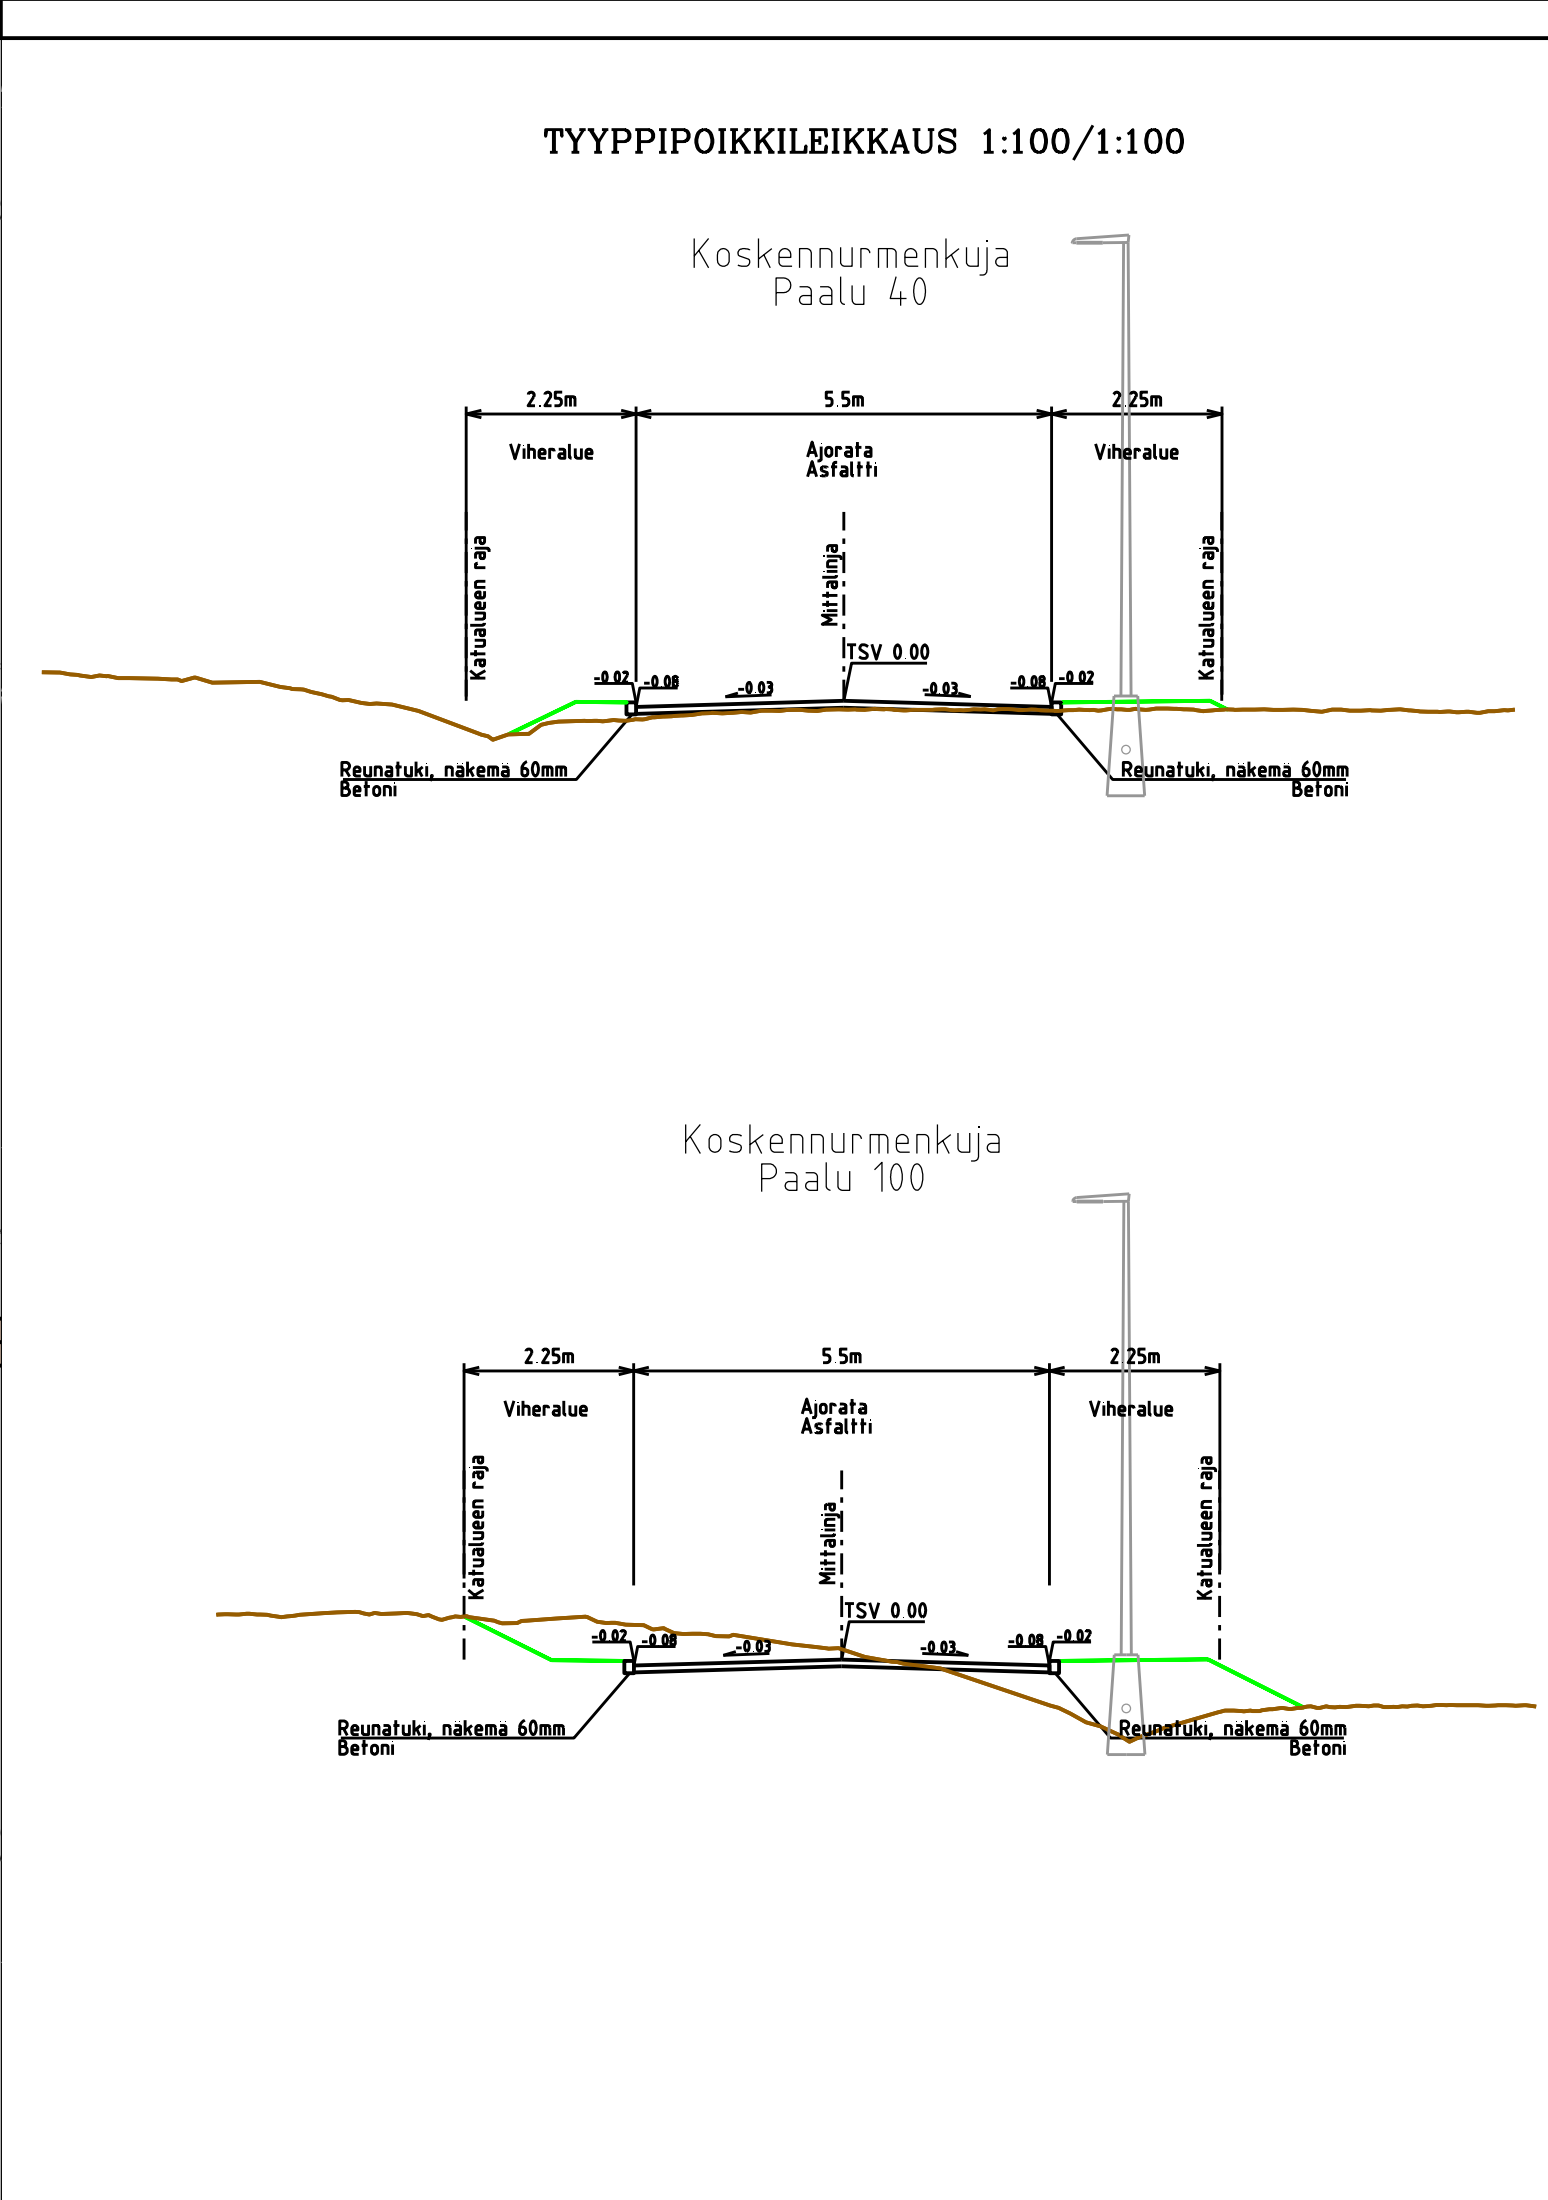 TYYPPIPOIKKILEIKKAUS 1:100/1:100
Koskennurmenkuja
Paalu 40
2.25m
5.5m
2.25m
Viheralue
Ajorata
Asfaltti
Viheralue
Katualueen raja
Mittalinja
Katualueen raja
TSV 0.00
-0.02
-0.08
-0.03
-0.03
-0.08
-0.02
Reunatuki, näkemä 60mm
Betoni
Reunatuki, näkemä 60mm
Betoni
Koskennurmenkuja
Paalu 100
2.25m
5.5m
2.25m
Viheralue
Ajorata
Asfaltti
Viheralue
Katualueen raja
Mittalinja
Katualueen raja
TSV 0.00
-0.02
-0.08
-0.03
-0.03
-0.08
-0.02
Reunatuki, näkemä 60mm
Betoni
Reunatuki, näkemä 60mm
Betoni